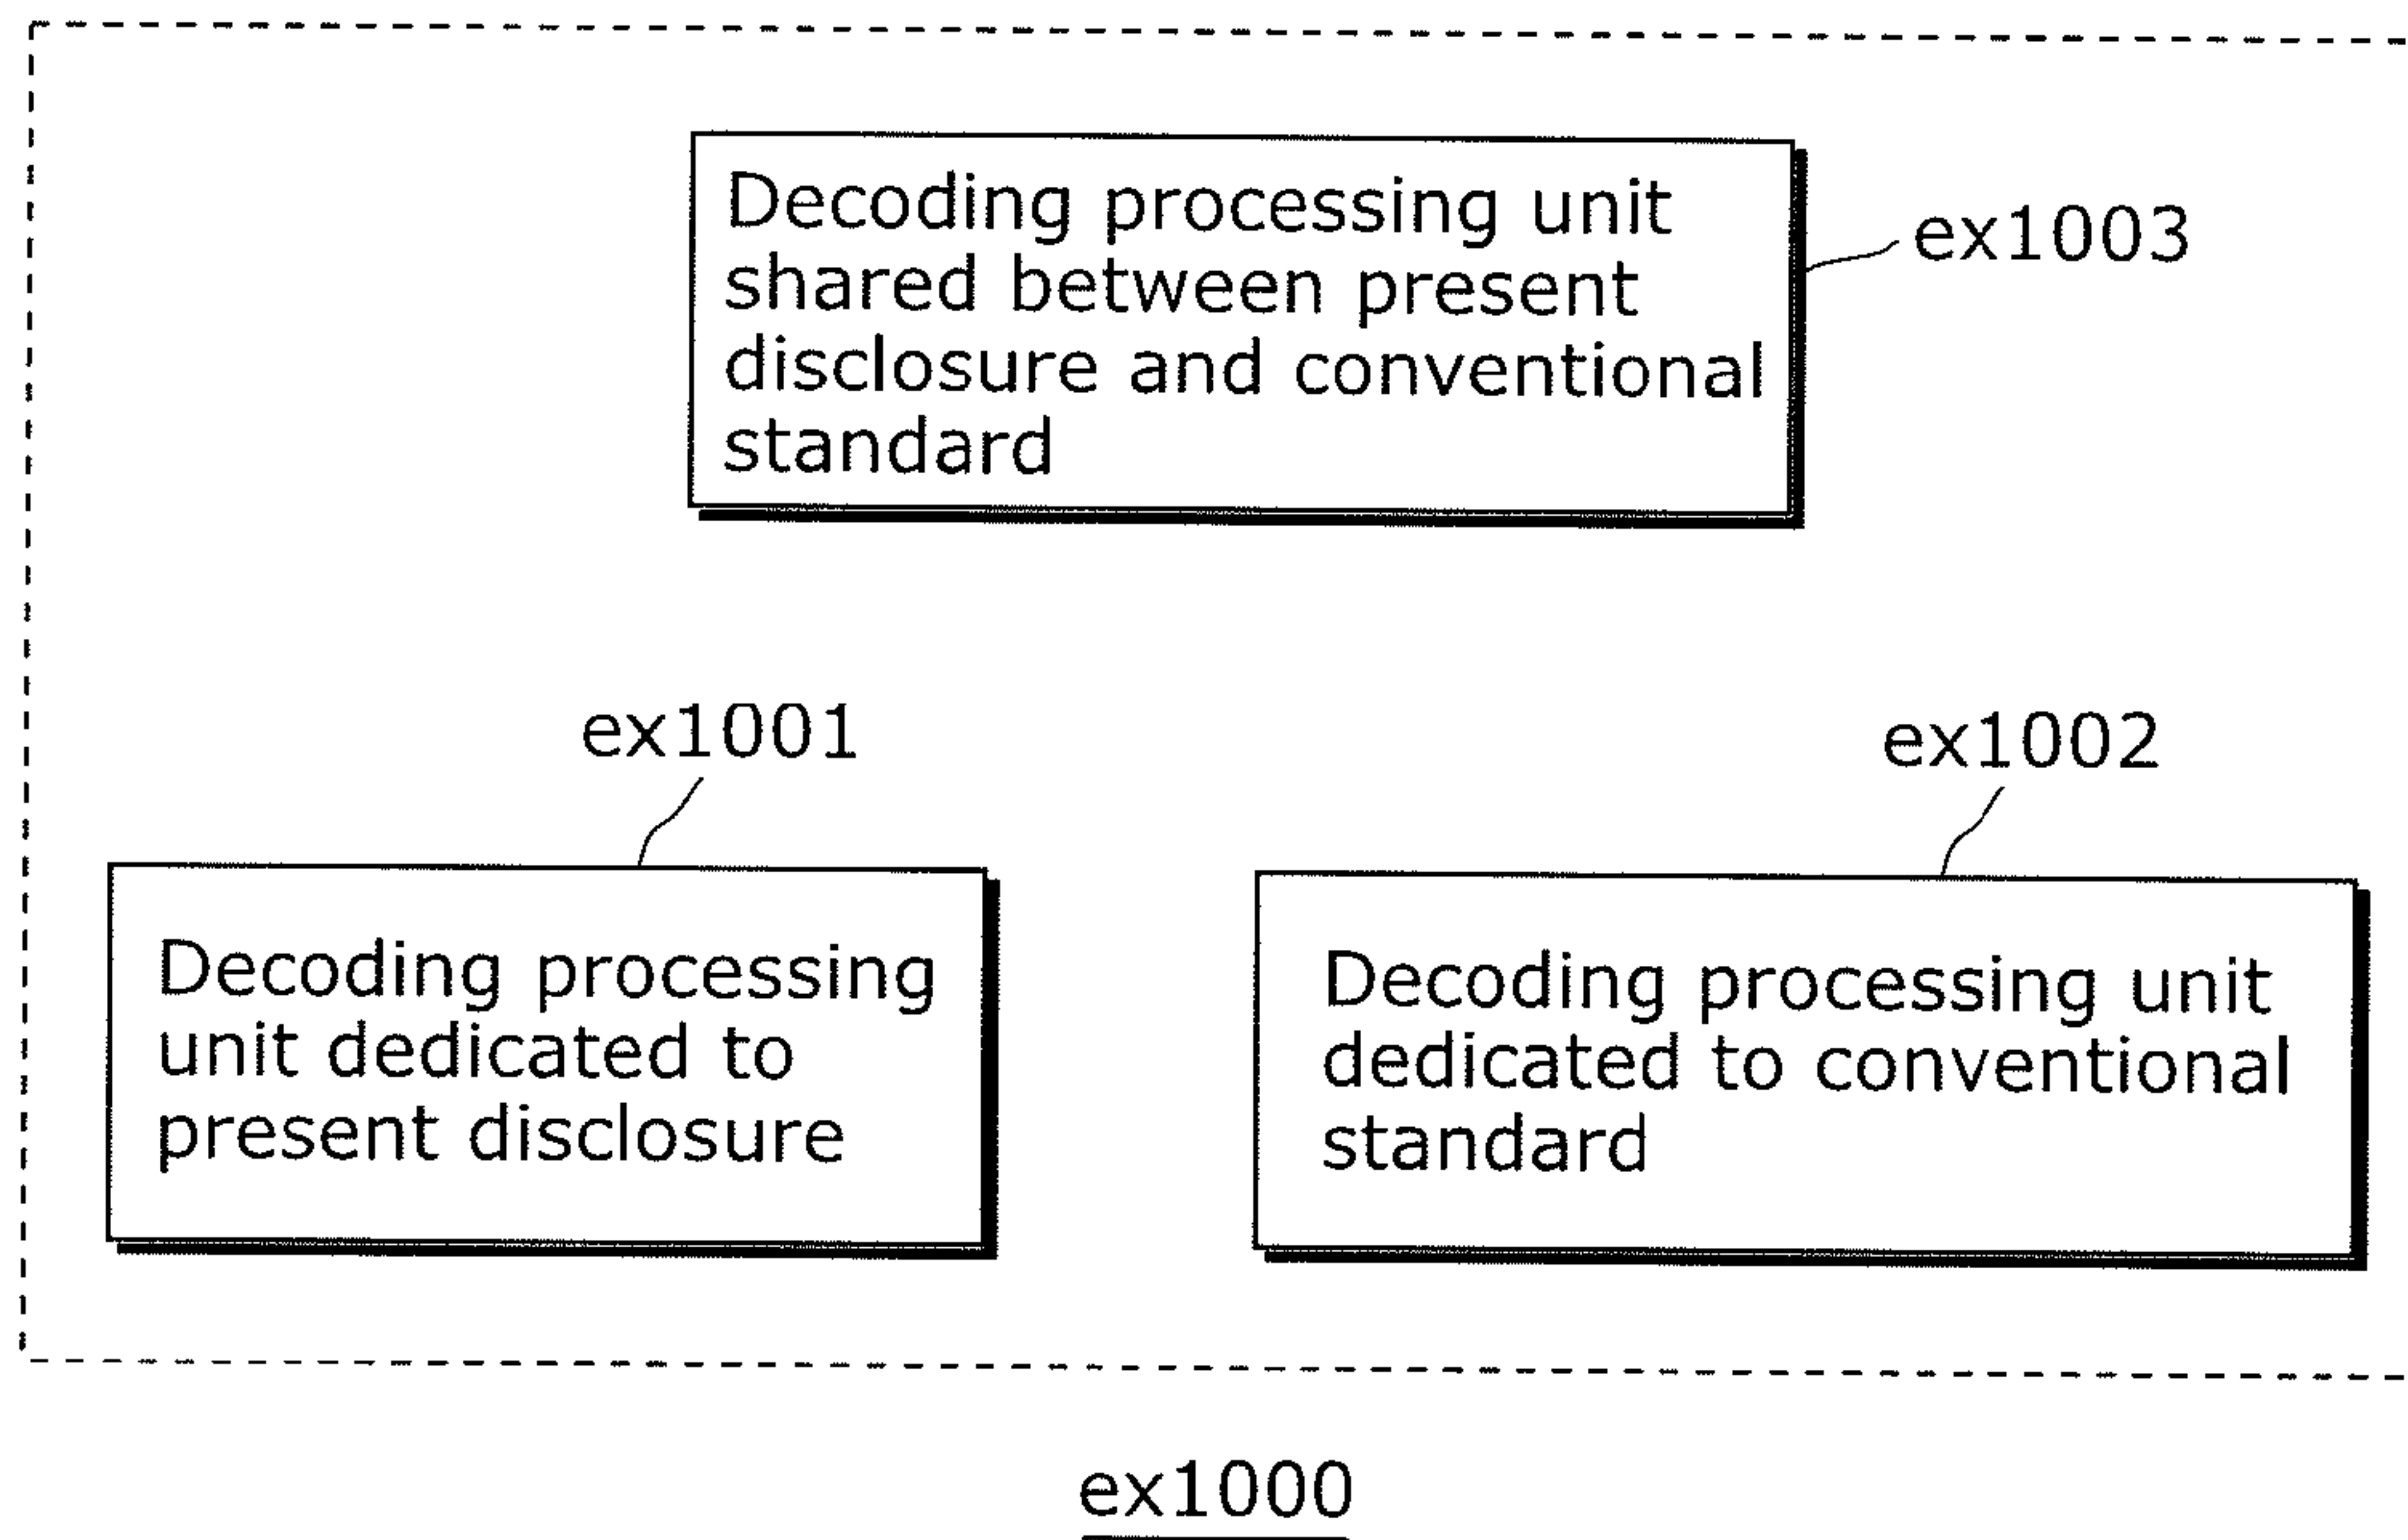 Decoding processing unit
shared between present
disclosure and conventional
standard
ex1003
ex1001
ex1002
Decoding processing
unit dedicated to
present disclosure
Decoding processing unit
dedicated to conventional
standard
ex1000